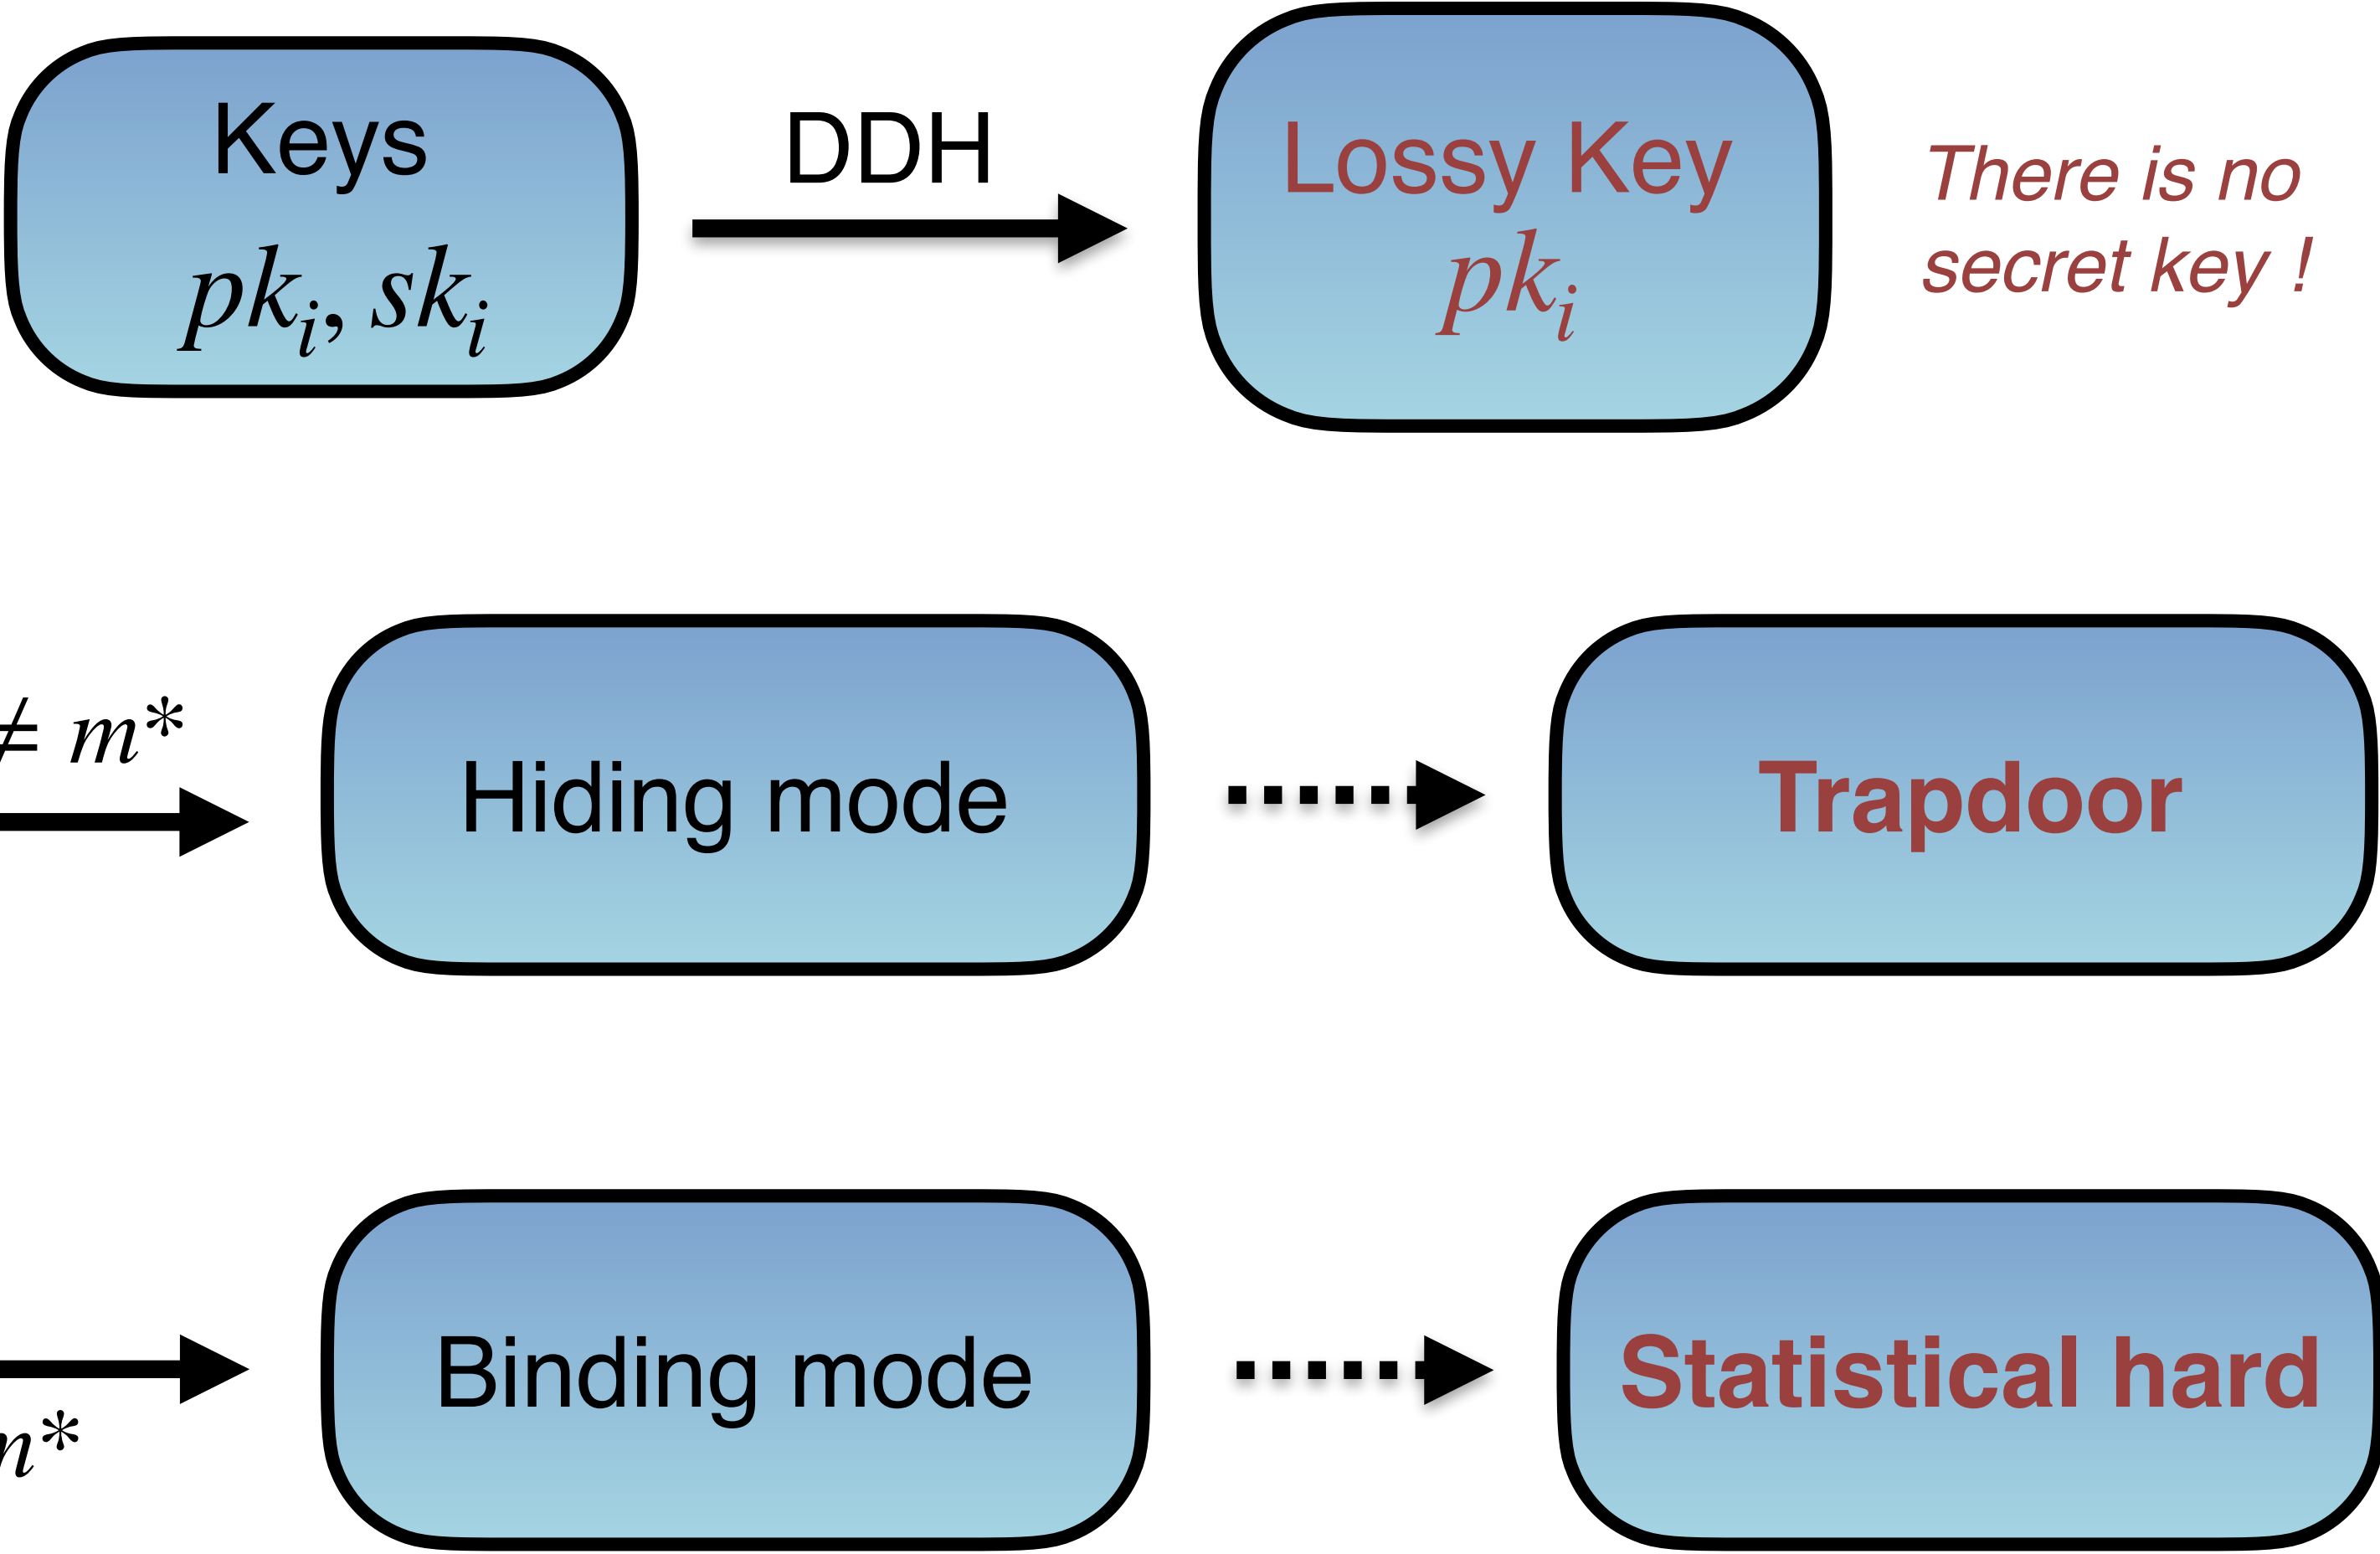 Keys
pk_i, sk_i
DDH
Lossy Key
pk_i
There is no
secret key !
≠ m*
Hiding mode
Trapdoor
Binding mode
Statistical hard